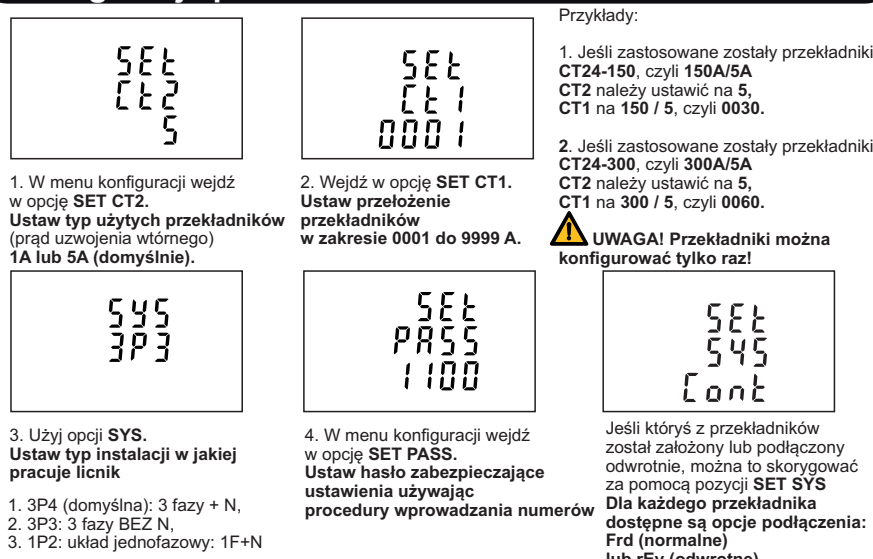 SEt
Ct2
5
1. W menu konfiguracji wejdź
w opcję SET CT2.
Ustaw typ użytych przekładników
(prąd uzwojenia wtórnego)
1A lub 5A (domyślnie).
SEt
Ct1
0001
2. Wejdź w opcję SET CT1.
Ustaw przełożenie
przekładników
w zakresie 0001 do 9999 A.
Przykłady:
1. Jeśli zastosowane zostały przekładniki
CT24-150, czyli 150A/5A
CT2 należy ustawić na 5,
CT1 na 150 / 5, czyli 0030.
2. Jeśli zastosowane zostały przekładniki
CT24-300, czyli 300A/5A
CT2 należy ustawić na 5,
CT1 na 300 / 5, czyli 0060.
UWAGA! Przekładniki można
konfigurować tylko raz!
SYS
3P3
3. Użyj opcji SYS.
Ustaw typ instalacji w jakiej
pracuje licnik
1. 3P4 (domyślna): 3 fazy + N,
2. 3P3: 3 fazy BEZ N,
3. 1P2: układ jednofazowy: 1F+N
SEt
PASS
1100
4. W menu konfiguracji wejdź
w opcję SET PASS.
Ustaw hasło zabezpieczające
ustawienia używając
procedury wprowadzania numerów
SEt
SYS
Cont
Jeśli któryś z przekładników
został założony lub podłączony
odwrotnie, można to skorygować
za pomocą pozycji SET SYS
Dla każdego przekładnika
dostępne są opcje podłączenia:
Frd (normalne)
lub rEv (odwrotne)